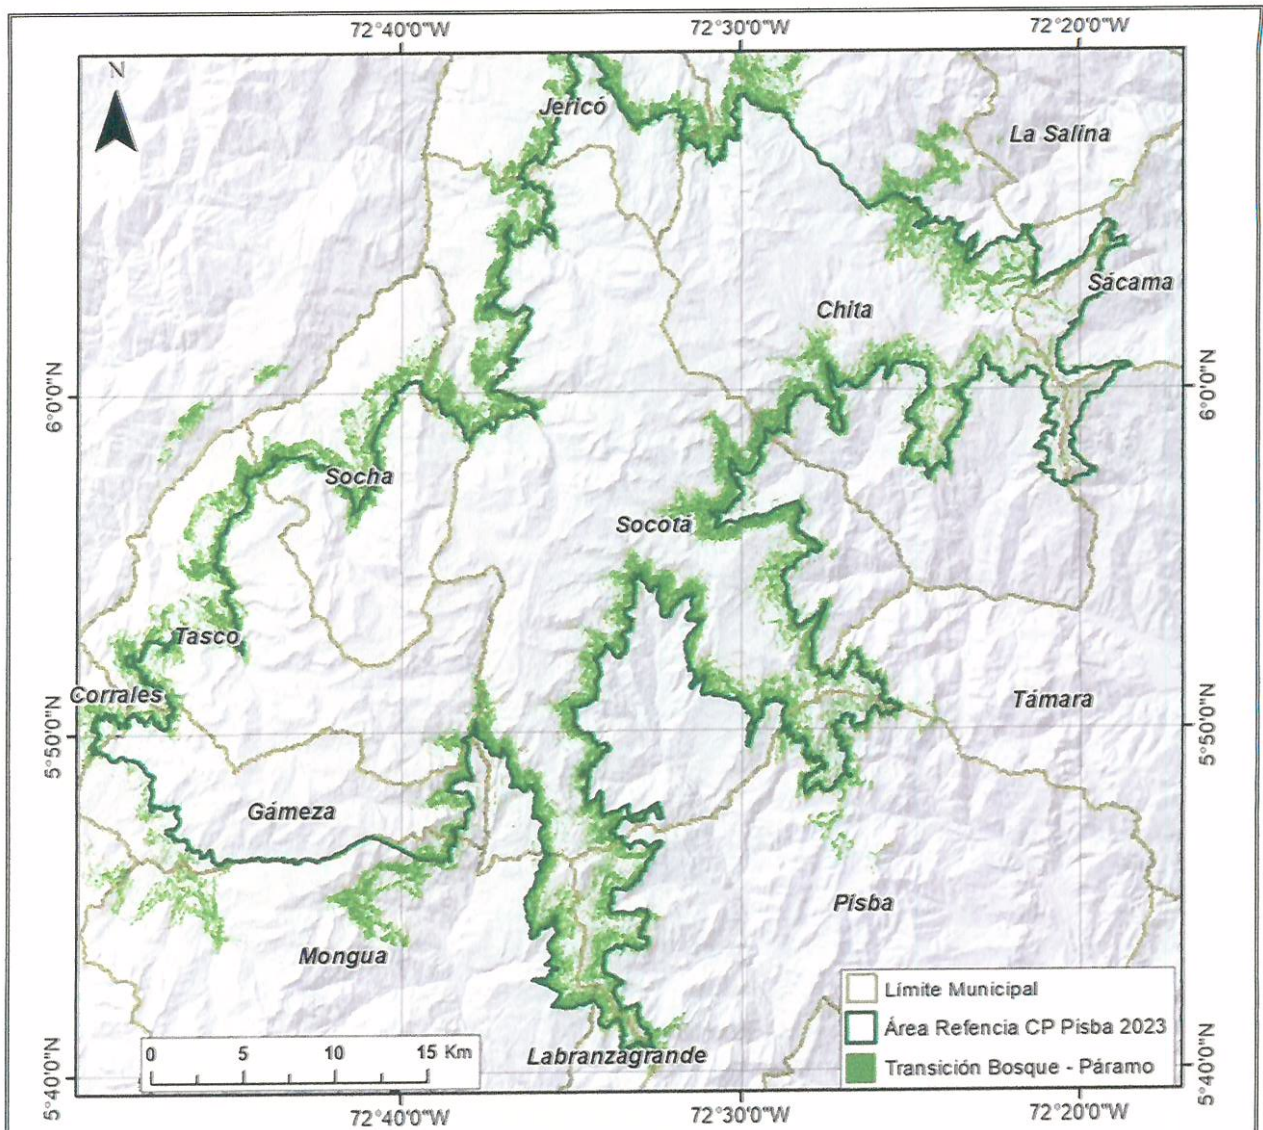 72°40'0"W 72°30'0"W 72°20'0"W
N
Jericó
La Salina
Sácama
Chita
6°0'0"N 6°0'0"N
Socha
Socotá
Tasco
Corrales
Támara
5°50'0"N 5°50'0"N
Gámeza
Pisba
Mongua
Límite Municipal
Área Refencia CP Pisba 2023
Transición Bosque - Páramo
0 5 10 15 Km
Labranzagrande
5°40'0"N 5°40'0"N
72°40'0"W 72°30'0"W 72°20'0"W